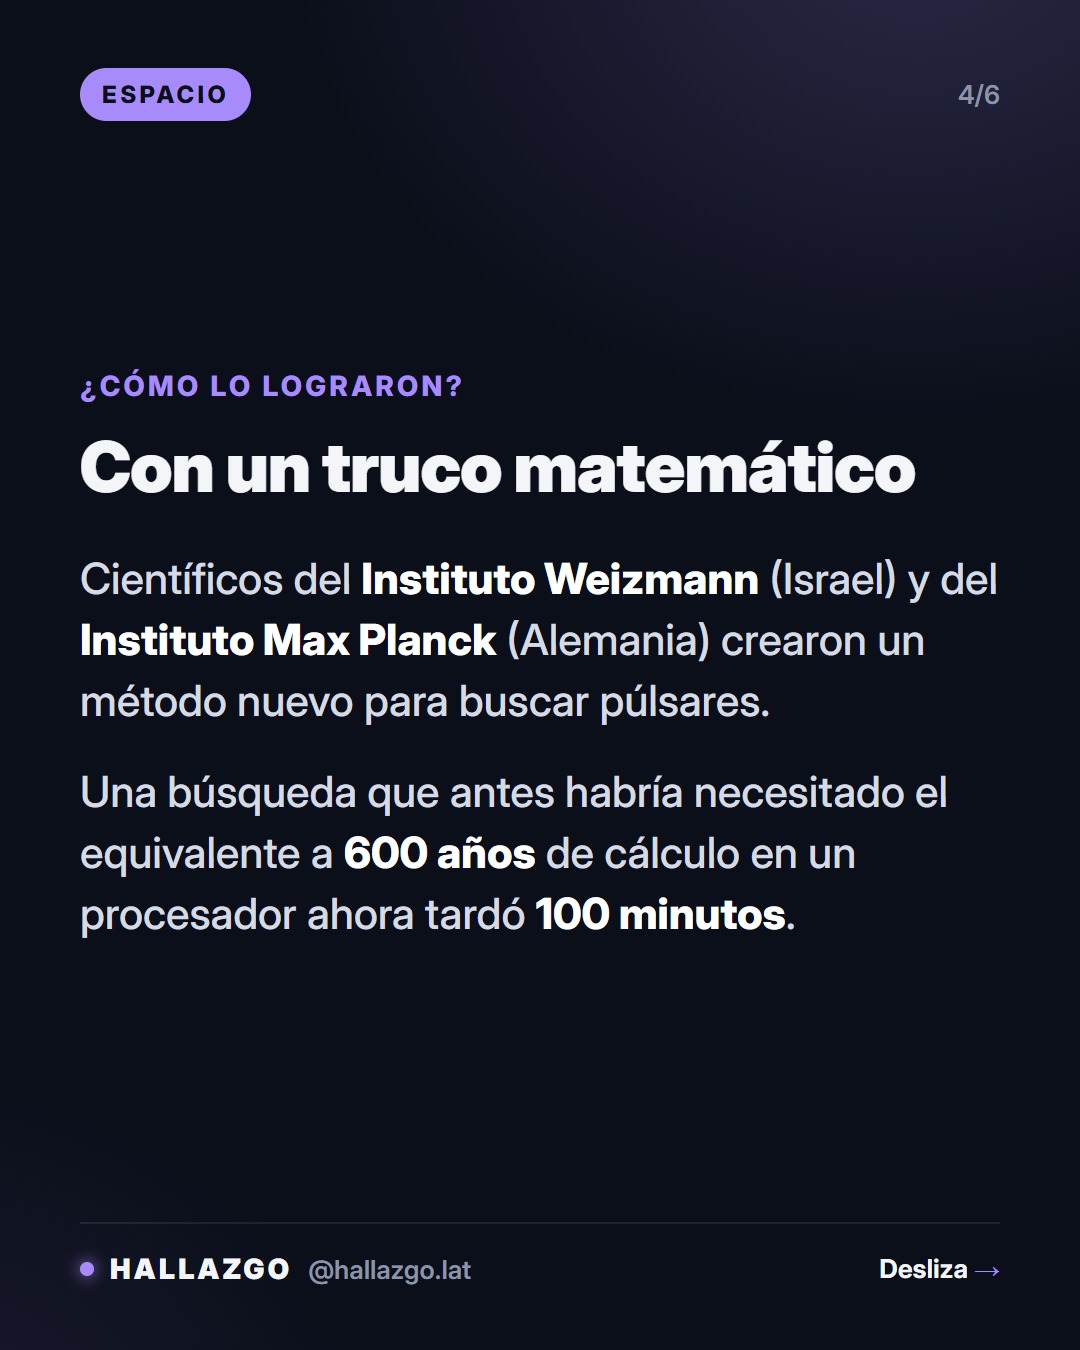 ESPACIO
4/6
¿CÓMO LO LOGRARON?
Con un truco matemático
Científicos del Instituto Weizmann (Israel) y del
Instituto Max Planck (Alemania) crearon un
método nuevo para buscar púlsares.
Una búsqueda que antes habría necesitado el
equivalente a 600 años de cálculo en un
procesador ahora tardó 100 minutos.
HALLAZGO @hallazgo.lat
Desliza →